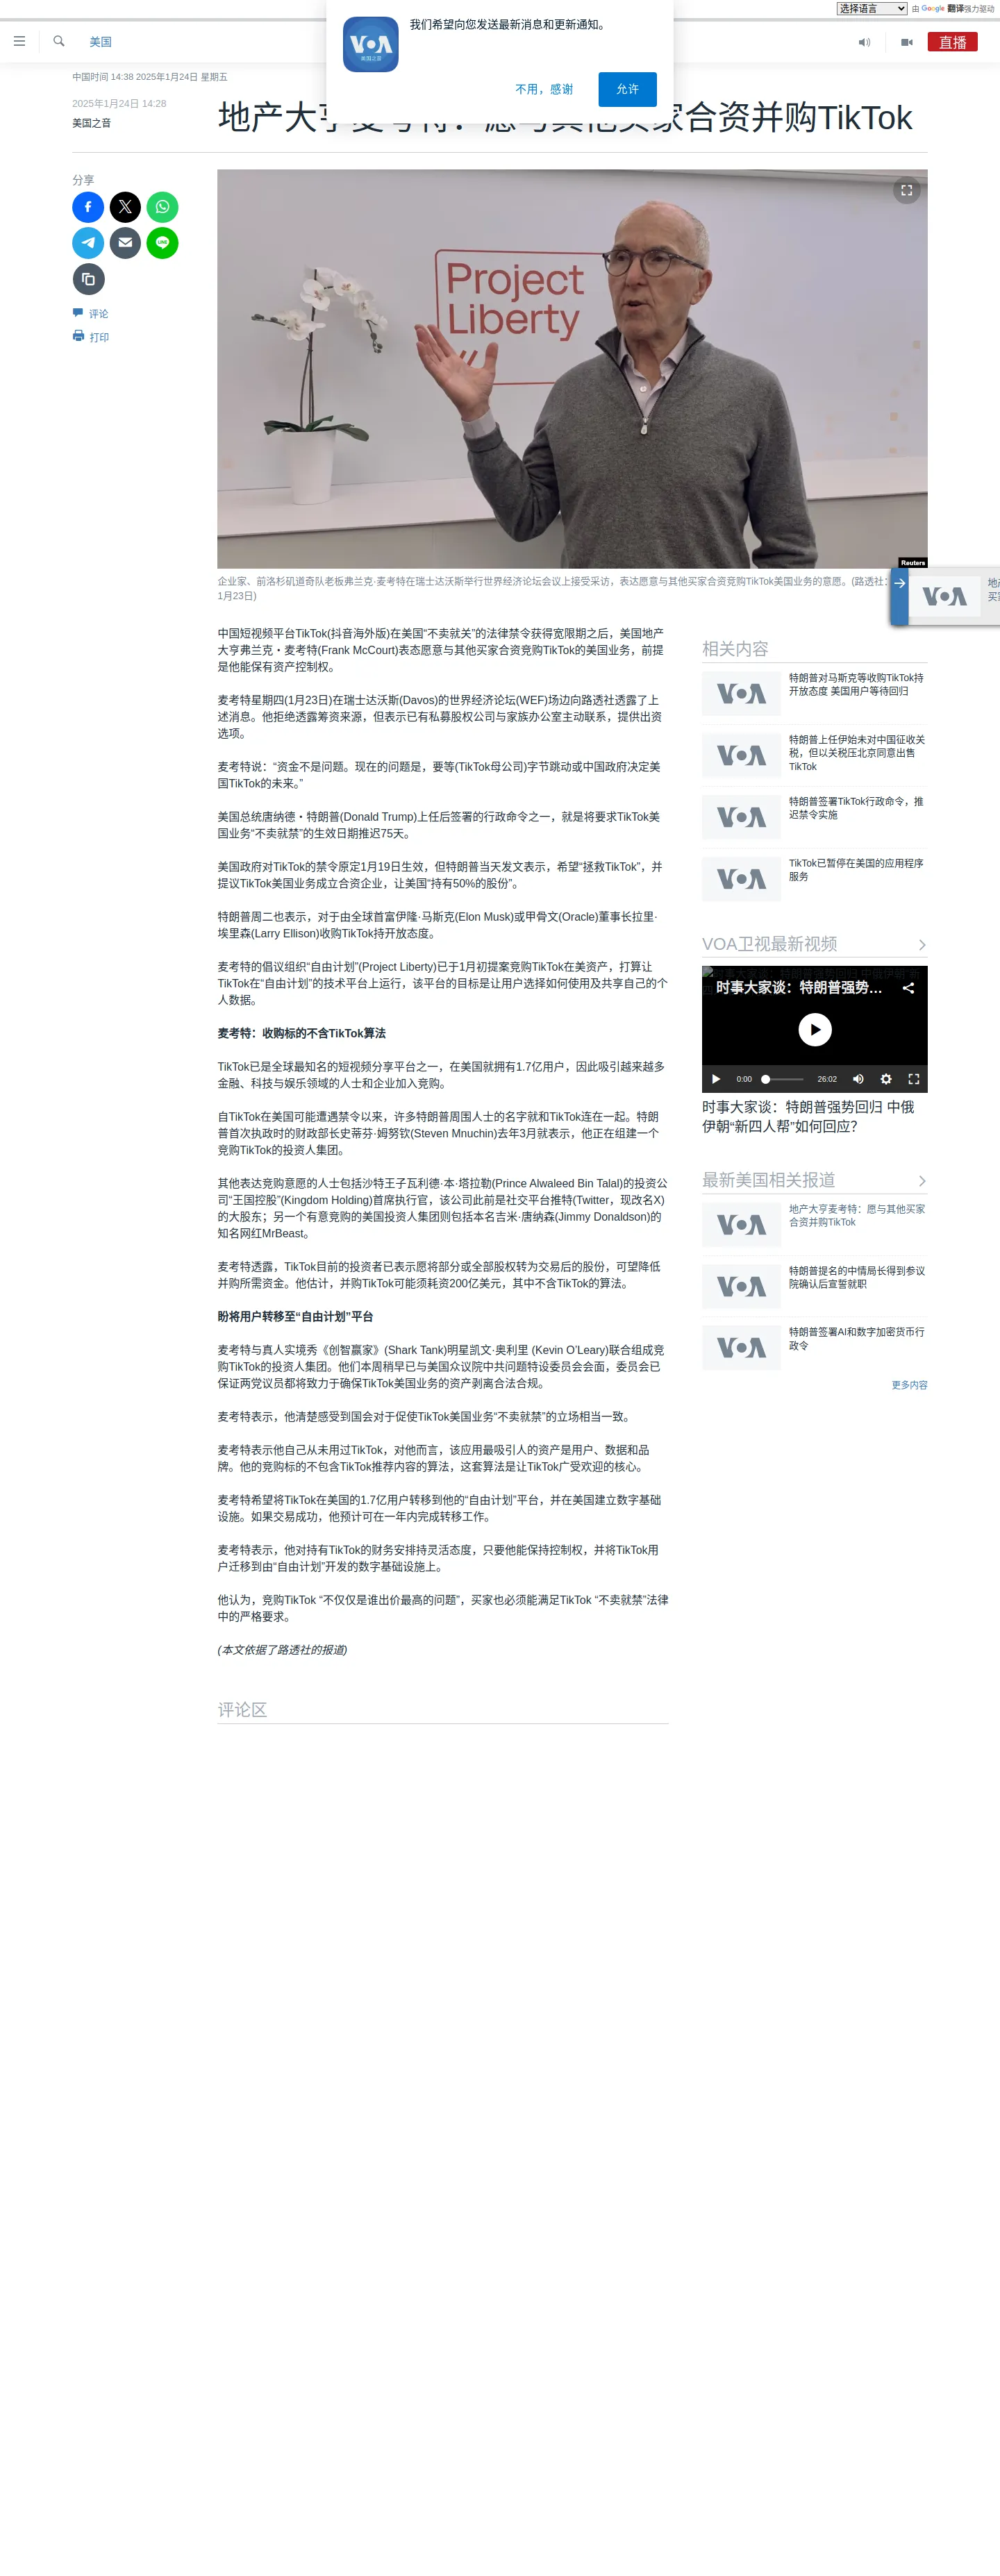 选择语言
由 Google 翻译强力驱动
我们希望向您发送最新消息和更新通知。
VOA
美国之音
不用，感谢
允许
美国
直播
中国时间 14:38 2025年1月24日 星期五
2025年1月24日 14:28
美国之音
地产大亨麦考特：愿与其他买家合资并购TikTok
分享
评论
打印
Project
Liberty
Reuters
企业家、前洛杉矶道奇队老板弗兰克·麦考特在瑞士达沃斯举行世界经济论坛会议上接受采访，表达愿意与其他买家合资竞购TikTok美国业务的意愿。(路透社：
1月23日)
VOA
中国短视频平台TikTok(抖音海外版)在美国“不卖就关”的法律禁令获得宽限期之后，美国地产
大亨弗兰克・麦考特(Frank McCourt)表态愿意与其他买家合资竞购TikTok的美国业务，前提
是他能保有资产控制权。
麦考特星期四(1月23日)在瑞士达沃斯(Davos)的世界经济论坛(WEF)场边向路透社透露了上
述消息。他拒绝透露筹资来源，但表示已有私募股权公司与家族办公室主动联系，提供出资
选项。
麦考特说：“资金不是问题。现在的问题是，要等(TikTok母公司)字节跳动或中国政府决定美
国TikTok的未来。”
美国总统唐纳德・特朗普(Donald Trump)上任后签署的行政命令之一，就是将要求TikTok美
国业务“不卖就禁”的生效日期推迟75天。
美国政府对TikTok的禁令原定1月19日生效，但特朗普当天发文表示，希望“拯救TikTok”，并
提议TikTok美国业务成立合资企业，让美国“持有50%的股份”。
特朗普周二也表示，对于由全球首富伊隆·马斯克(Elon Musk)或甲骨文(Oracle)董事长拉里·
埃里森(Larry Ellison)收购TikTok持开放态度。
麦考特的倡议组织“自由计划”(Project Liberty)已于1月初提案竞购TikTok在美资产，打算让
TikTok在“自由计划”的技术平台上运行，该平台的目标是让用户选择如何使用及共享自己的个
人数据。
麦考特：收购标的不含TikTok算法
TikTok已是全球最知名的短视频分享平台之一，在美国就拥有1.7亿用户，因此吸引越来越多
金融、科技与娱乐领域的人士和企业加入竞购。
自TikTok在美国可能遭遇禁令以来，许多特朗普周围人士的名字就和TikTok连在一起。特朗
普首次执政时的财政部长史蒂芬·姆努钦(Steven Mnuchin)去年3月就表示，他正在组建一个
竞购TikTok的投资人集团。
其他表达竞购意愿的人士包括沙特王子瓦利德·本·塔拉勒(Prince Alwaleed Bin Talal)的投资公
司“王国控股”(Kingdom Holding)首席执行官，该公司此前是社交平台推特(Twitter，现改名X)
的大股东；另一个有意竞购的美国投资人集团则包括本名吉米·唐纳森(Jimmy Donaldson)的
知名网红MrBeast。
麦考特透露，TikTok目前的投资者已表示愿将部分或全部股权转为交易后的股份，可望降低
并购所需资金。他估计，并购TikTok可能须耗资200亿美元，其中不含TikTok的算法。
盼将用户转移至“自由计划”平台
麦考特与真人实境秀《创智赢家》(Shark Tank)明星凯文·奥利里 (Kevin O’Leary)联合组成竞
购TikTok的投资人集团。他们本周稍早已与美国众议院中共问题特设委员会会面，委员会已
保证两党议员都将致力于确保TikTok美国业务的资产剥离合法合规。
麦考特表示，他清楚感受到国会对于促使TikTok美国业务“不卖就禁”的立场相当一致。
麦考特表示他自己从未用过TikTok，对他而言，该应用最吸引人的资产是用户、数据和品
牌。他的竞购标的不包含TikTok推荐内容的算法，这套算法是让TikTok广受欢迎的核心。
麦考特希望将TikTok在美国的1.7亿用户转移到他的“自由计划”平台，并在美国建立数字基础
设施。如果交易成功，他预计可在一年内完成转移工作。
麦考特表示，他对持有TikTok的财务安排持灵活态度，只要他能保持控制权，并将TikTok用
户迁移到由“自由计划”开发的数字基础设施上。
他认为，竞购TikTok “不仅仅是谁出价最高的问题”，买家也必须能满足TikTok “不卖就禁”法律
中的严格要求。
(本文依据了路透社的报道)
评论区
相关内容
VOA
特朗普对马斯克等收购TikTok持
开放态度 美国用户等待回归
VOA
特朗普上任伊始未对中国征收关
税，但以关税压北京同意出售
TikTok
VOA
特朗普签署TikTok行政命令，推
迟禁令实施
VOA
TikTok已暂停在美国的应用程序
服务
VOA卫视最新视频
时事大家谈：特朗普强势…
0:00
26:02
时事大家谈：特朗普强势回归 中俄
伊朝“新四人帮”如何回应？
最新美国相关报道
VOA
地产大亨麦考特：愿与其他买家
合资并购TikTok
VOA
特朗普提名的中情局长得到参议
院确认后宣誓就职
VOA
特朗普签署AI和数字加密货币行
政令
更多内容